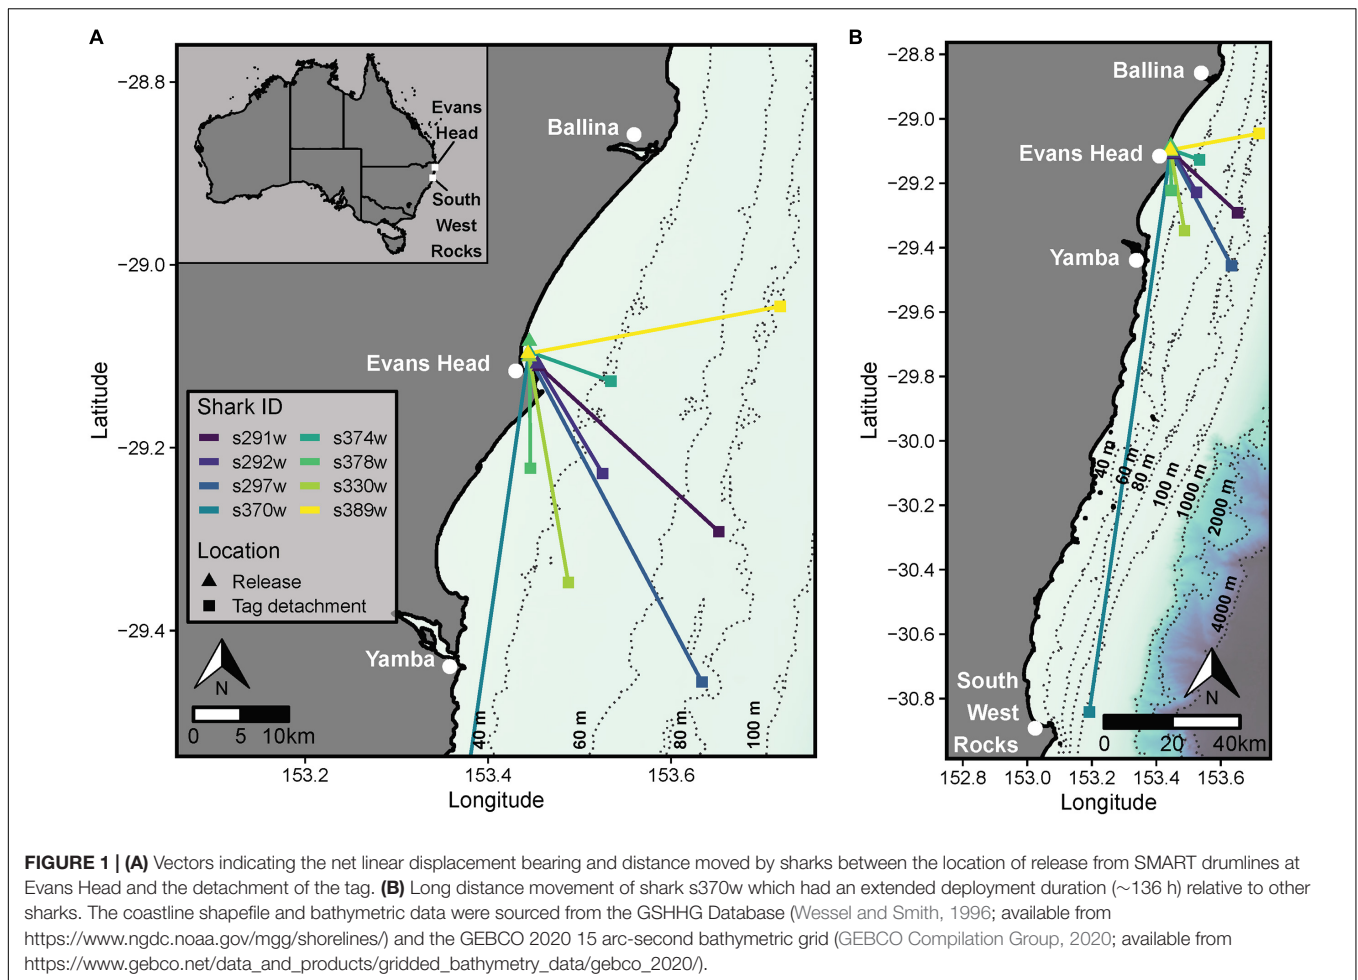 A
−28.8
−29.0
−29.2
−29.4
Latitude
Evans
Head
South
West
Rocks
Ballina
Evans Head
Yamba
Shark ID
s291w
s292w
s297w
s370w
s374w
s378w
s330w
s389w
Location
Release
Tag detachment
N
0 5 10km
40 m
60 m
80 m
100 m
153.2 153.4 153.6
Longitude
B
−28.8
−29.0
−29.2
−29.4
−29.6
−29.8
−30.0
−30.2
−30.4
−30.6
−30.8
Latitude
Ballina
Evans Head
Yamba
40 m
60 m
80 m
100 m
1000 m
2000 m
4000 m
South
West
Rocks
N
0 20 40km
152.8 153.0 153.2 153.4 153.6
Longitude
FIGURE 1 | (A) Vectors indicating the net linear displacement bearing and distance moved by sharks between the location of release from SMART drumlines at
Evans Head and the detachment of the tag. (B) Long distance movement of shark s370w which had an extended deployment duration (∼136 h) relative to other
sharks. The coastline shapefile and bathymetric data were sourced from the GSHHG Database (Wessel and Smith, 1996; available from
https://www.ngdc.noaa.gov/mgg/shorelines/) and the GEBCO 2020 15 arc-second bathymetric grid (GEBCO Compilation Group, 2020; available from
https://www.gebco.net/data_and_products/gridded_bathymetry_data/gebco_2020/).